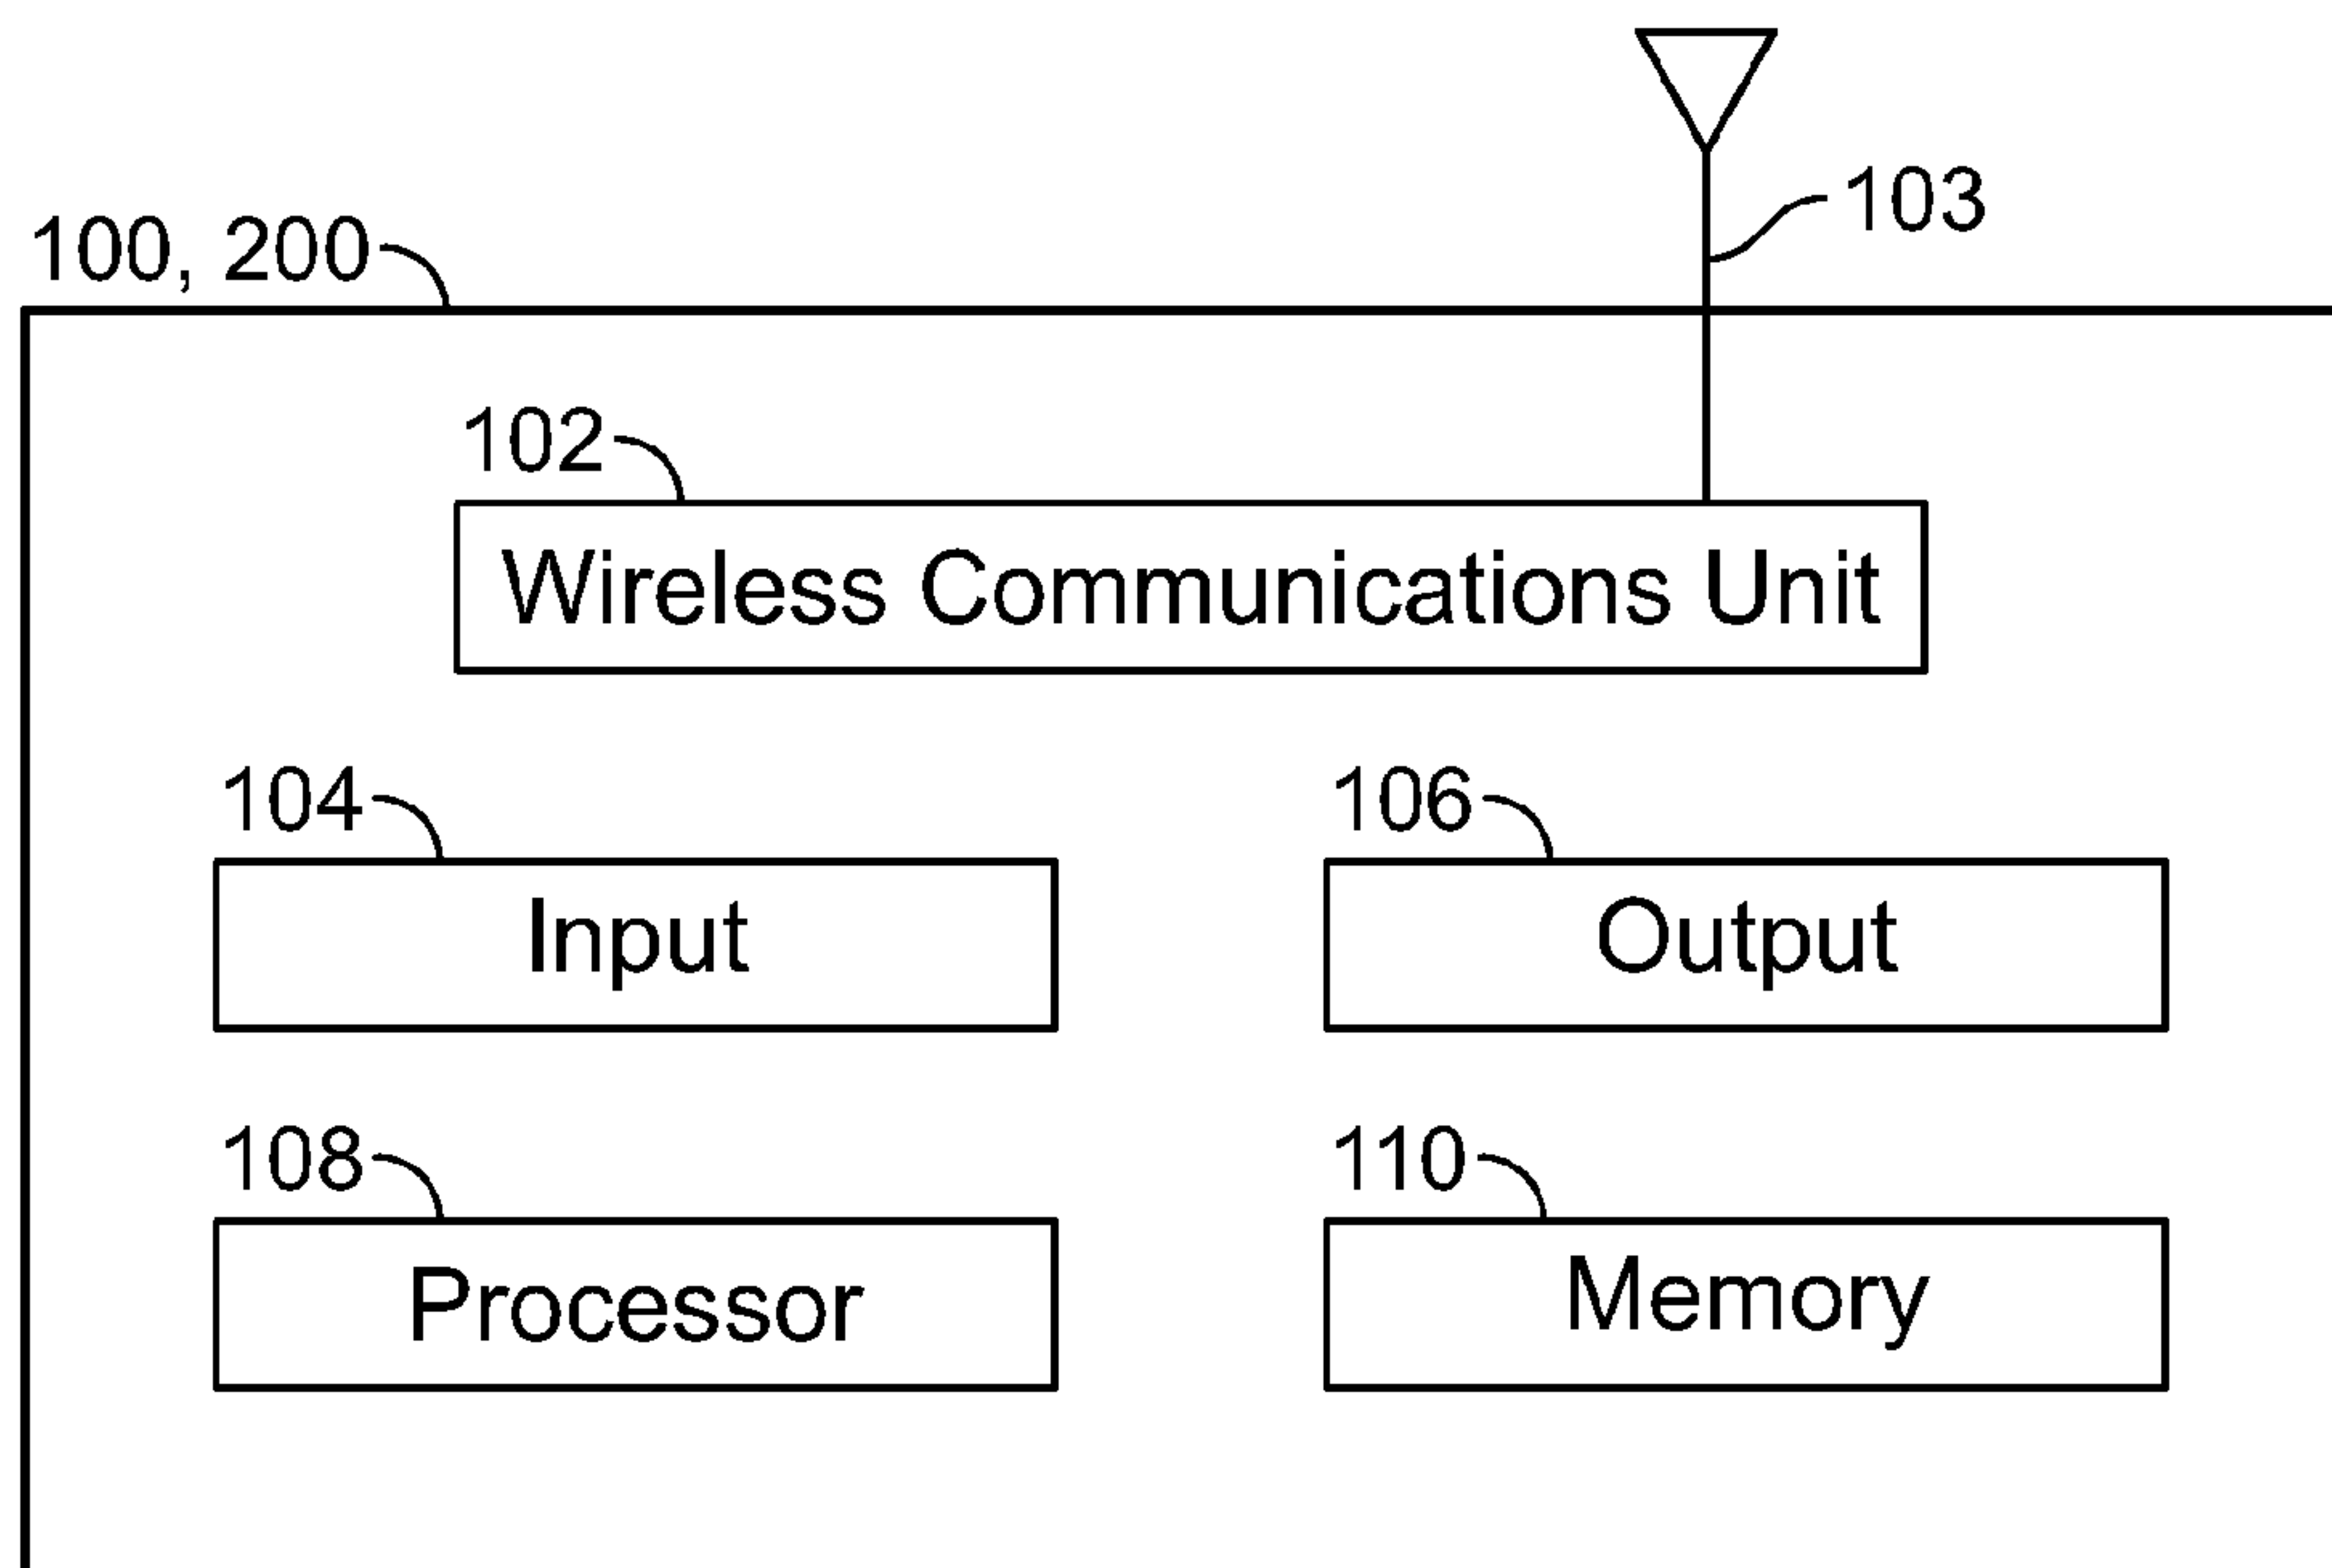 103
100, 200
102
Wireless Communications Unit
104
106
Input
Output
108
110
Processor
Memory